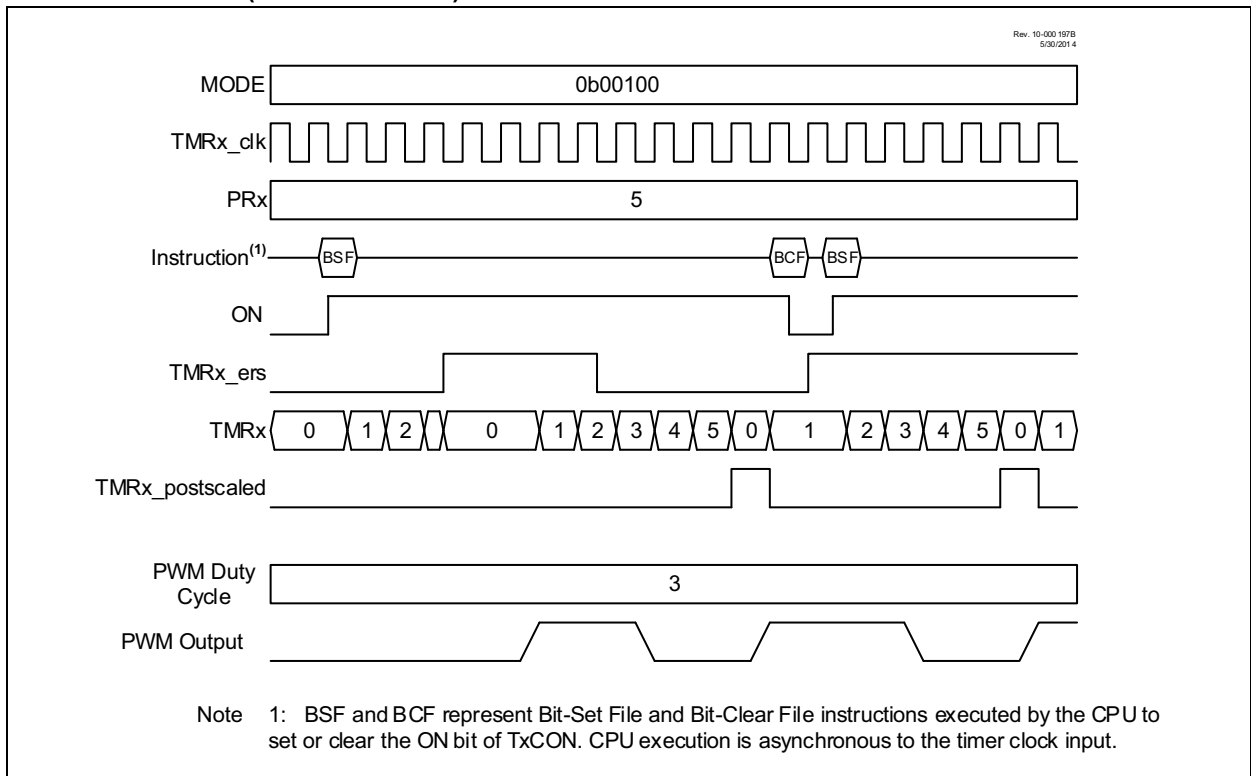 Rev. 10-000 197B
5/30/201 4
MODE 0b00100
TMRx_clk
PRx 5
Instruction(1) BSF BCF BSF
ON
TMRx_ers
TMRx 0 1 2 0 1 2 3 4 5 0 1 2 3 4 5 0 1
TMRx_postscaled
PWM Duty
Cycle 3
PWM Output
Note 1: BSF and BCF represent Bit-Set File and Bit-Clear File instructions executed by the CPU to
set or clear the ON bit of TxCON. CPU execution is asynchronous to the timer clock input.